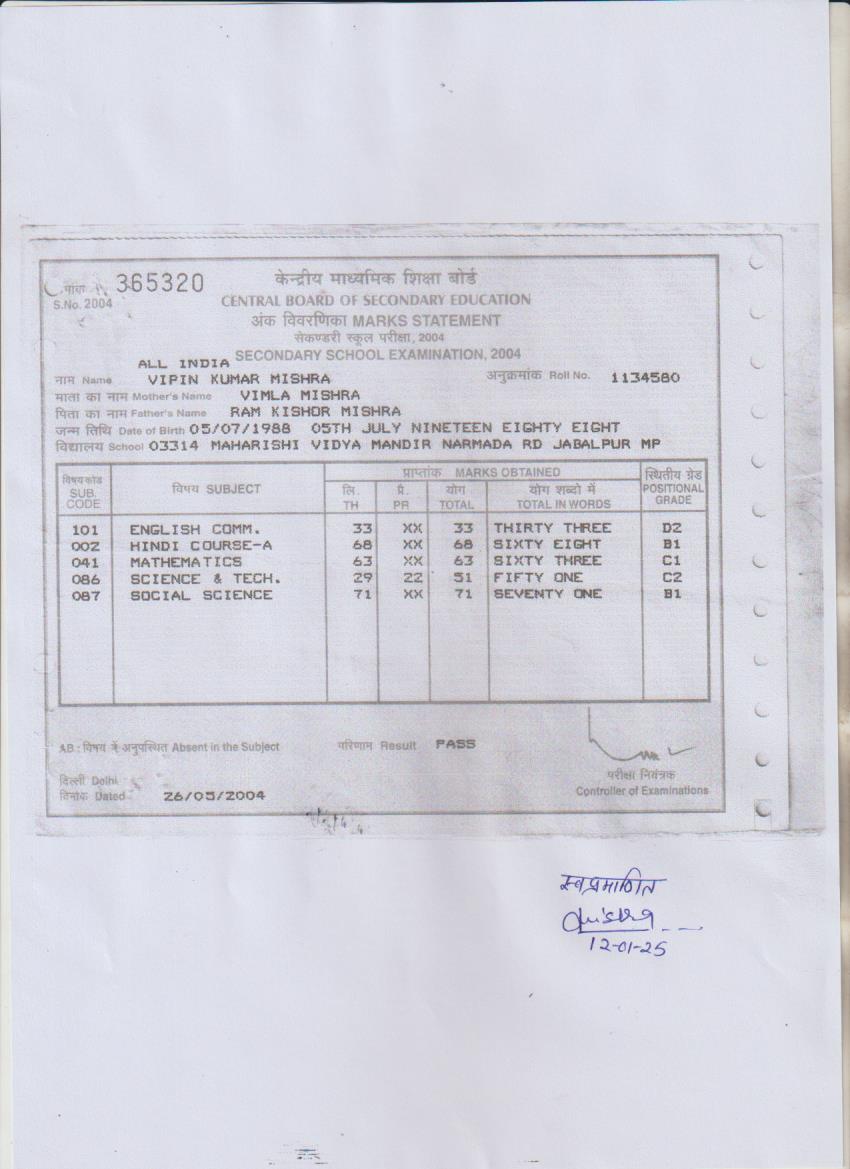 365320
S.No. 2004
केन्द्रीय माध्यमिक शिक्षा बोर्ड
CENTRAL BOARD OF SECONDARY EDUCATION
अंक विवरणिका MARKS STATEMENT
सेकण्डरी स्कूल परीक्षा, 2004
ALL INDIA SECONDARY SCHOOL EXAMINATION, 2004
नाम Name VIPIN KUMAR MISHRA अनुक्रमांक Roll No. 1134580
माता का नाम Mother's Name VIMLA MISHRA
पिता का नाम Father's Name RAM KISHOR MISHRA
जन्म तिथि Date of Birth 05/07/1988 05TH JULY NINETEEN EIGHTY EIGHT
विद्यालय School 03314 MAHARISHI VIDYA MANDIR NARMADA RD JABALPUR MP
विषय कोड SUB. CODE विषय SUBJECT प्राप्तांक MARKS OBTAINED स्थितीय ग्रेड POSITIONAL GRADE
लि. TH प्रै. PR योग TOTAL योग शब्दो में TOTAL IN WORDS
101 ENGLISH COMM. 33 XX 33 THIRTY THREE D2
002 HINDI COURSE-A 68 XX 68 SIXTY EIGHT B1
041 MATHEMATICS 63 XX 63 SIXTY THREE C1
086 SCIENCE & TECH. 29 22 51 FIFTY ONE C2
087 SOCIAL SCIENCE 71 XX 71 SEVENTY ONE B1
AB : विषय में अनुपस्थित Absent in the Subject परिणाम Result PASS
दिल्ली Delhi परीक्षा नियंत्रक
दिनांक Dated 26/05/2004 Controller of Examinations
स्वप्रमाणित
12-01-25